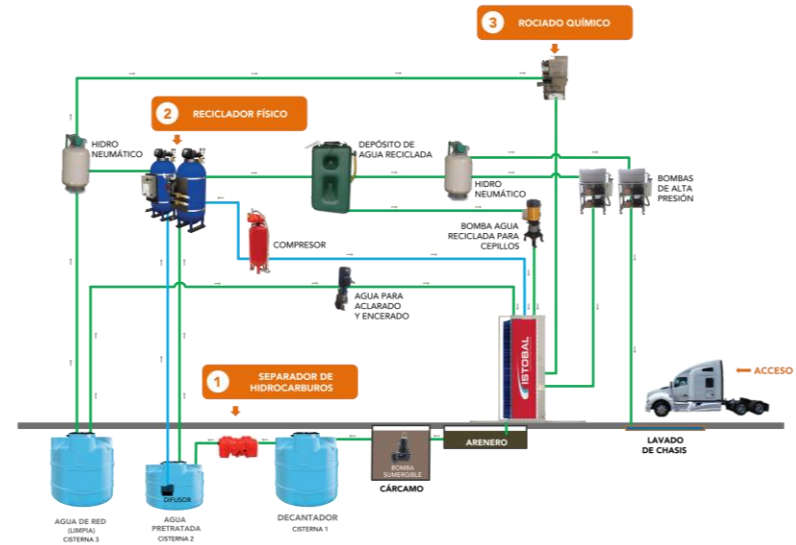 3 ROCIADO QUÍMICO
2 RECICLADOR FÍSICO
HIDRO
NEUMÁTICO
DEPÓSITO DE
AGUA RECICLADA
HIDRO
NEUMÁTICO
BOMBAS
DE ALTA
PRESIÓN
BOMBA AGUA
RECICLADA PARA
CEPILLOS
COMPRESOR
AGUA PARA
ACLARADO
Y ENCERADO
ISTOBAL
1 SEPARADOR DE
HIDROCARBUROS
ACCESO
ARENERO
LAVADO
DE CHASIS
BOMBA
SUMERGIBLE
CÁRCAMO
DIFUSOR
AGUA DE RED
(LIMPIA)
CISTERNA 3
AGUA
PRETRATADA
CISTERNA 2
DECANTADOR
CISTERNA 1